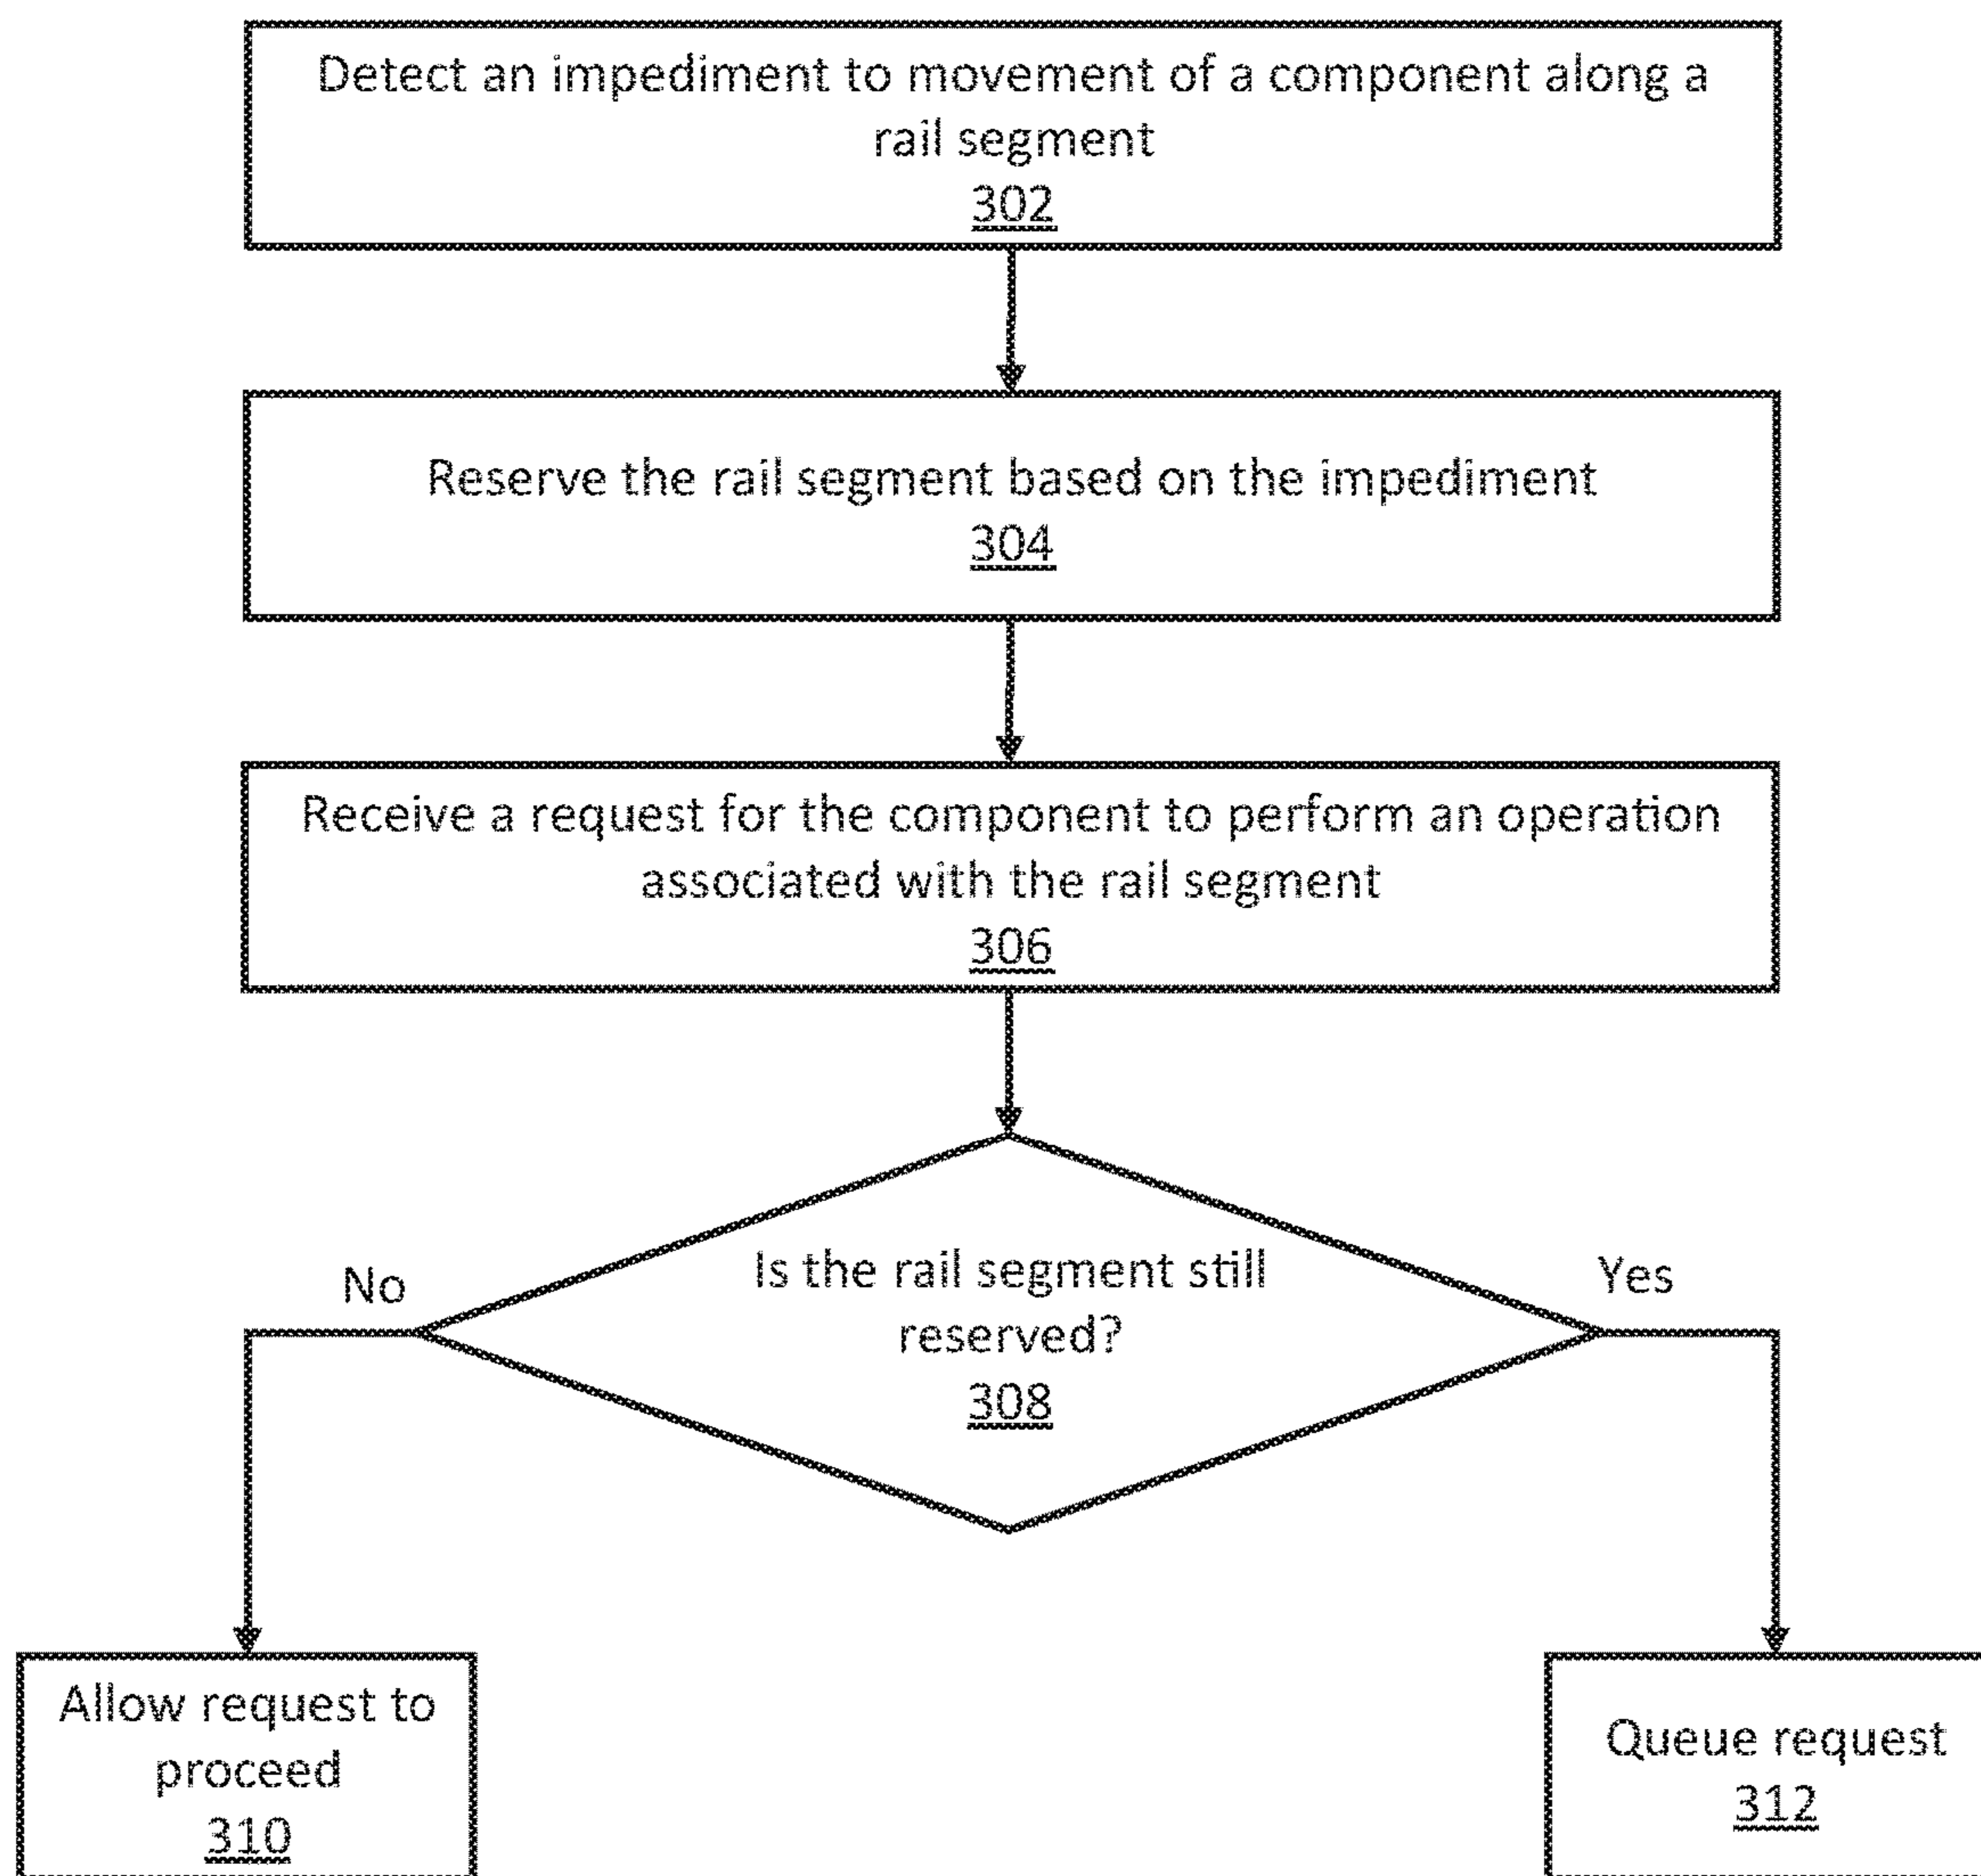 Detect an impediment to movement of a component along a
rail segment
302
Reserve the rail segment based on the impediment
304
Receive a request for the component to perform an operation
associated with the rail segment
306
Is the rail segment still
reserved?
308
No
Yes
Allow request to
proceed
310
Queue request
312